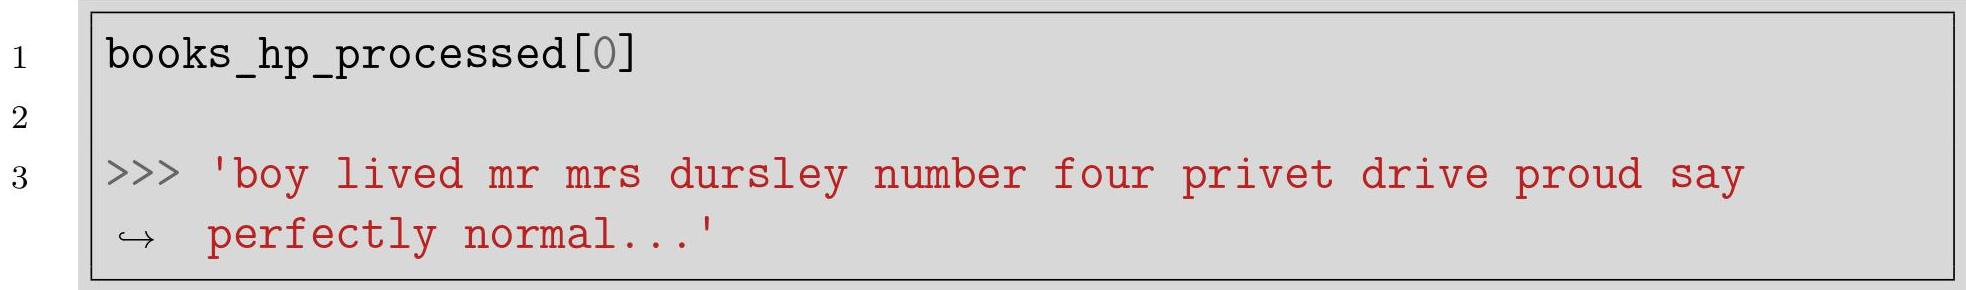 1 books_hp_processed[0]
2
3 >>> 'boy lived mr mrs dursley number four privet drive proud say
↪ perfectly normal...'